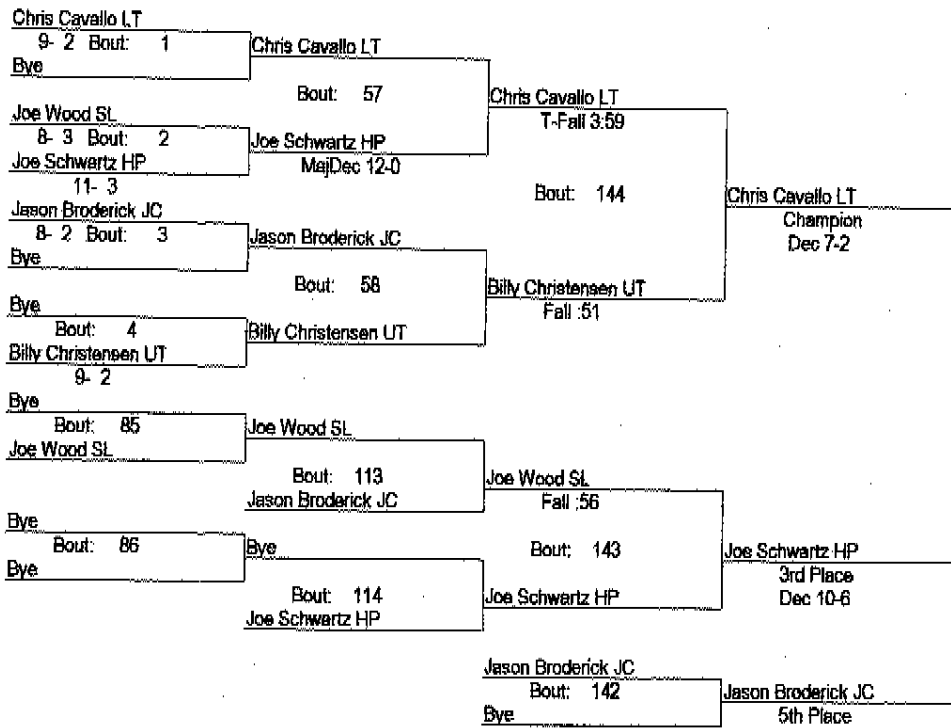 Chris Cavallo LT
9- 2 Bout: 1
Bye
Chris Cavallo LT
Bout: 57
Joe Wood SL
8- 3 Bout: 2
Joe Schwartz HP
11- 3
Joe Schwartz HP
MajDec 12-0
Chris Cavallo LT
T-Fall 3:59
Bout: 144
Jason Broderick JC
8- 2 Bout: 3
Bye
Jason Broderick JC
Bout: 58
Bye
Bout: 4
Billy Christensen UT
9- 2
Billy Christensen UT
Billy Christensen UT
Fall :51
Chris Cavallo LT
Champion
Dec 7-2
Bye
Bout: 85
Joe Wood SL
Joe Wood SL
Bout: 113
Jason Broderick JC
Joe Wood SL
Fall :56
Bout: 143
Bye
Bout: 86
Bye
Bye
Bout: 114
Joe Schwartz HP
Joe Schwartz HP
Joe Schwartz HP
3rd Place
Dec 10-6
Jason Broderick JC
Bout: 142
Bye
Jason Broderick JC
5th Place